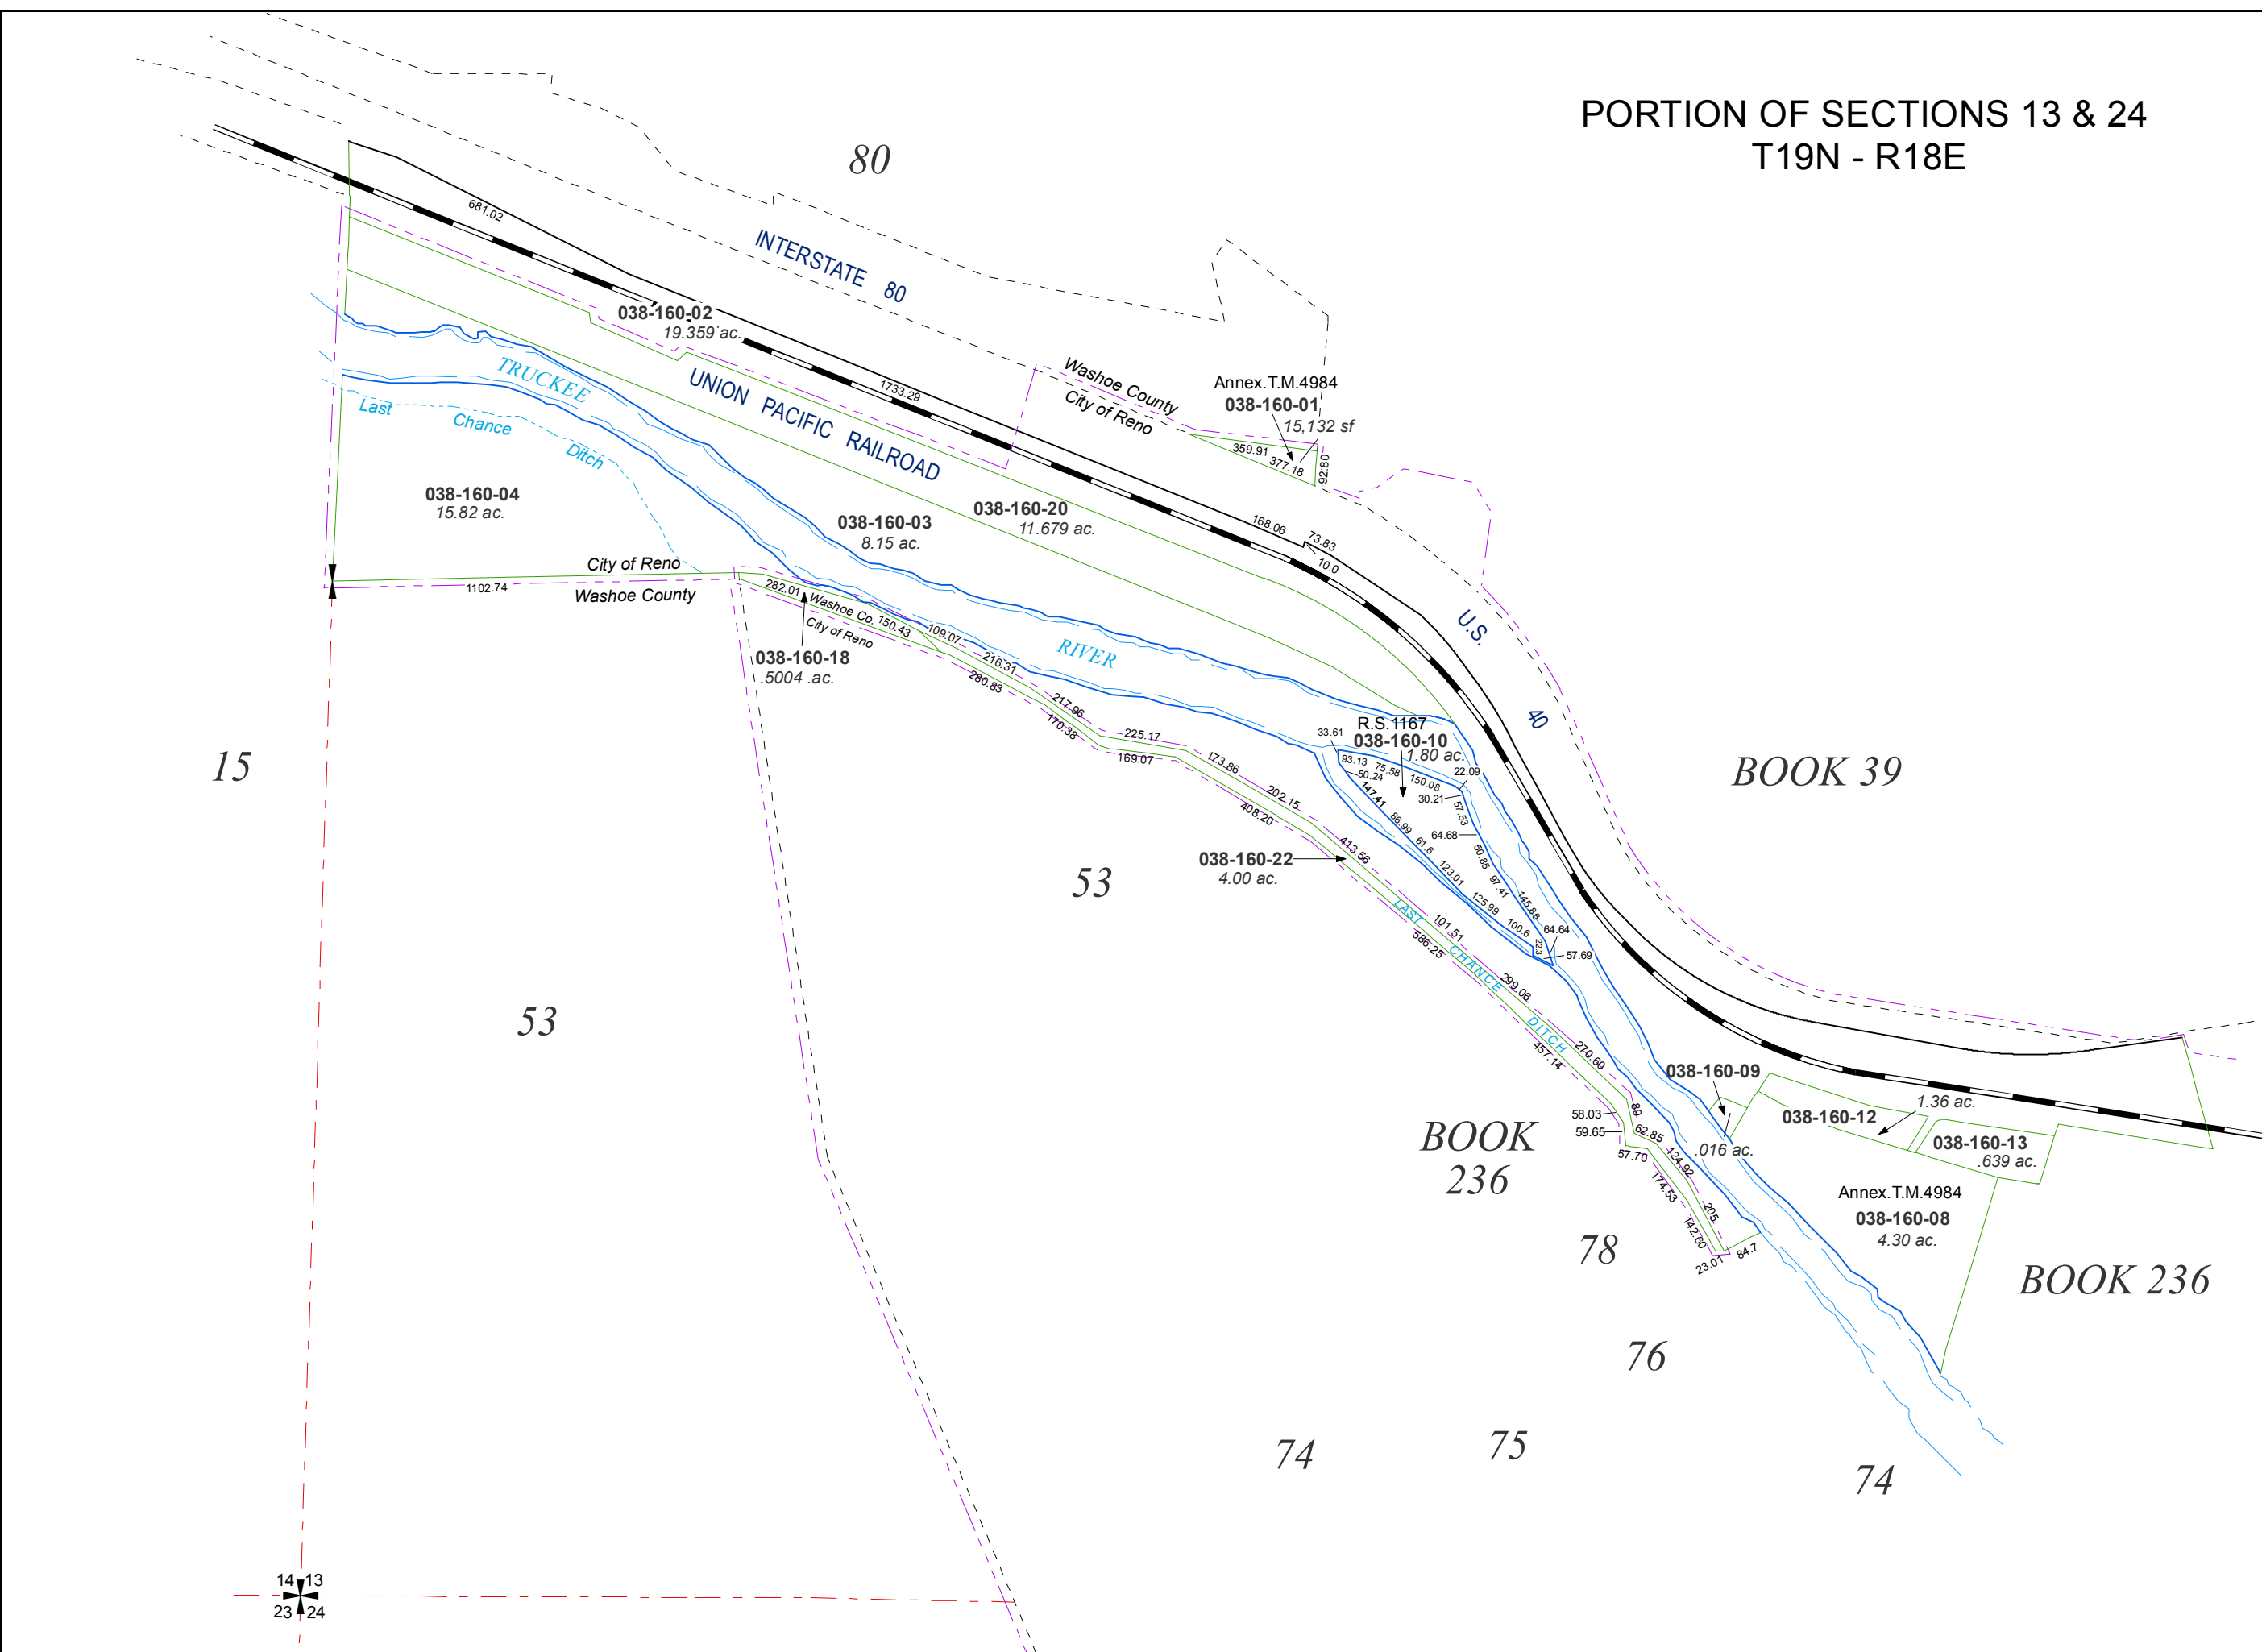 PORTION OF SECTIONS 13 & 24
T19N - R18E
80
681.02
INTERSTATE 80
038-160-02
19.359 ac.
TRUCKEE
UNION PACIFIC RAILROAD
1733.29
Washoe County
City of Reno
Annex.T.M.4984
038-160-01
15,132 sf
359.91
377.18
92.80
Last Chance Ditch
038-160-04
15.82 ac.
038-160-03
8.15 ac.
038-160-20
11.679 ac.
168.06
73.83
10.0
City of Reno
1102.74
Washoe County
282.01
Washoe Co.
150.43
City of Reno
109.07
038-160-18
.5004 .ac.
216.31
280.83
RIVER
U.S. 40
217.96
170.38
225.17
169.07
173.86
202.15
408.20
R.S.1167
038-160-10
1.80 ac.
33.61
93.13
75.58
50.24
150.08
22.09
30.21
147.41
57.53
86.99
64.68
61.6
50.85
123.01
97.41
125.99
145.86
100.6
64.64
22.3
57.69
15
BOOK 39
53
038-160-22
4.00 ac.
413.56
LAST CHANCE DITCH
101.51
586.25
299.06
270.60
457.14
53
038-160-09
.016 ac.
038-160-12
1.36 ac.
038-160-13
.639 ac.
58.03
59.65
89
62.85
57.70
124.92
174.53
205.
142.60
23.01
84.7
BOOK
236
Annex.T.M.4984
038-160-08
4.30 ac.
78
BOOK 236
76
74
75
74
14 13
23 24